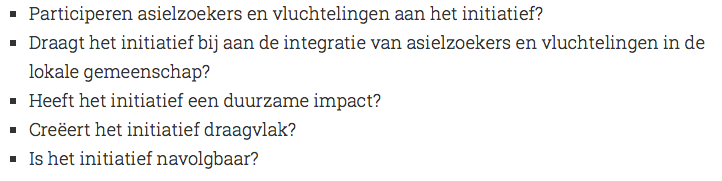 ▪ Participeren asielzoekers en vluchtelingen aan het initiatief?
▪ Draagt het initiatief bij aan de integratie van asielzoekers en vluchtelingen in de
lokale gemeenschap?
▪ Heeft het initiatief een duurzame impact?
▪ Creëert het initiatief draagvlak?
▪ Is het initiatief navolgbaar?